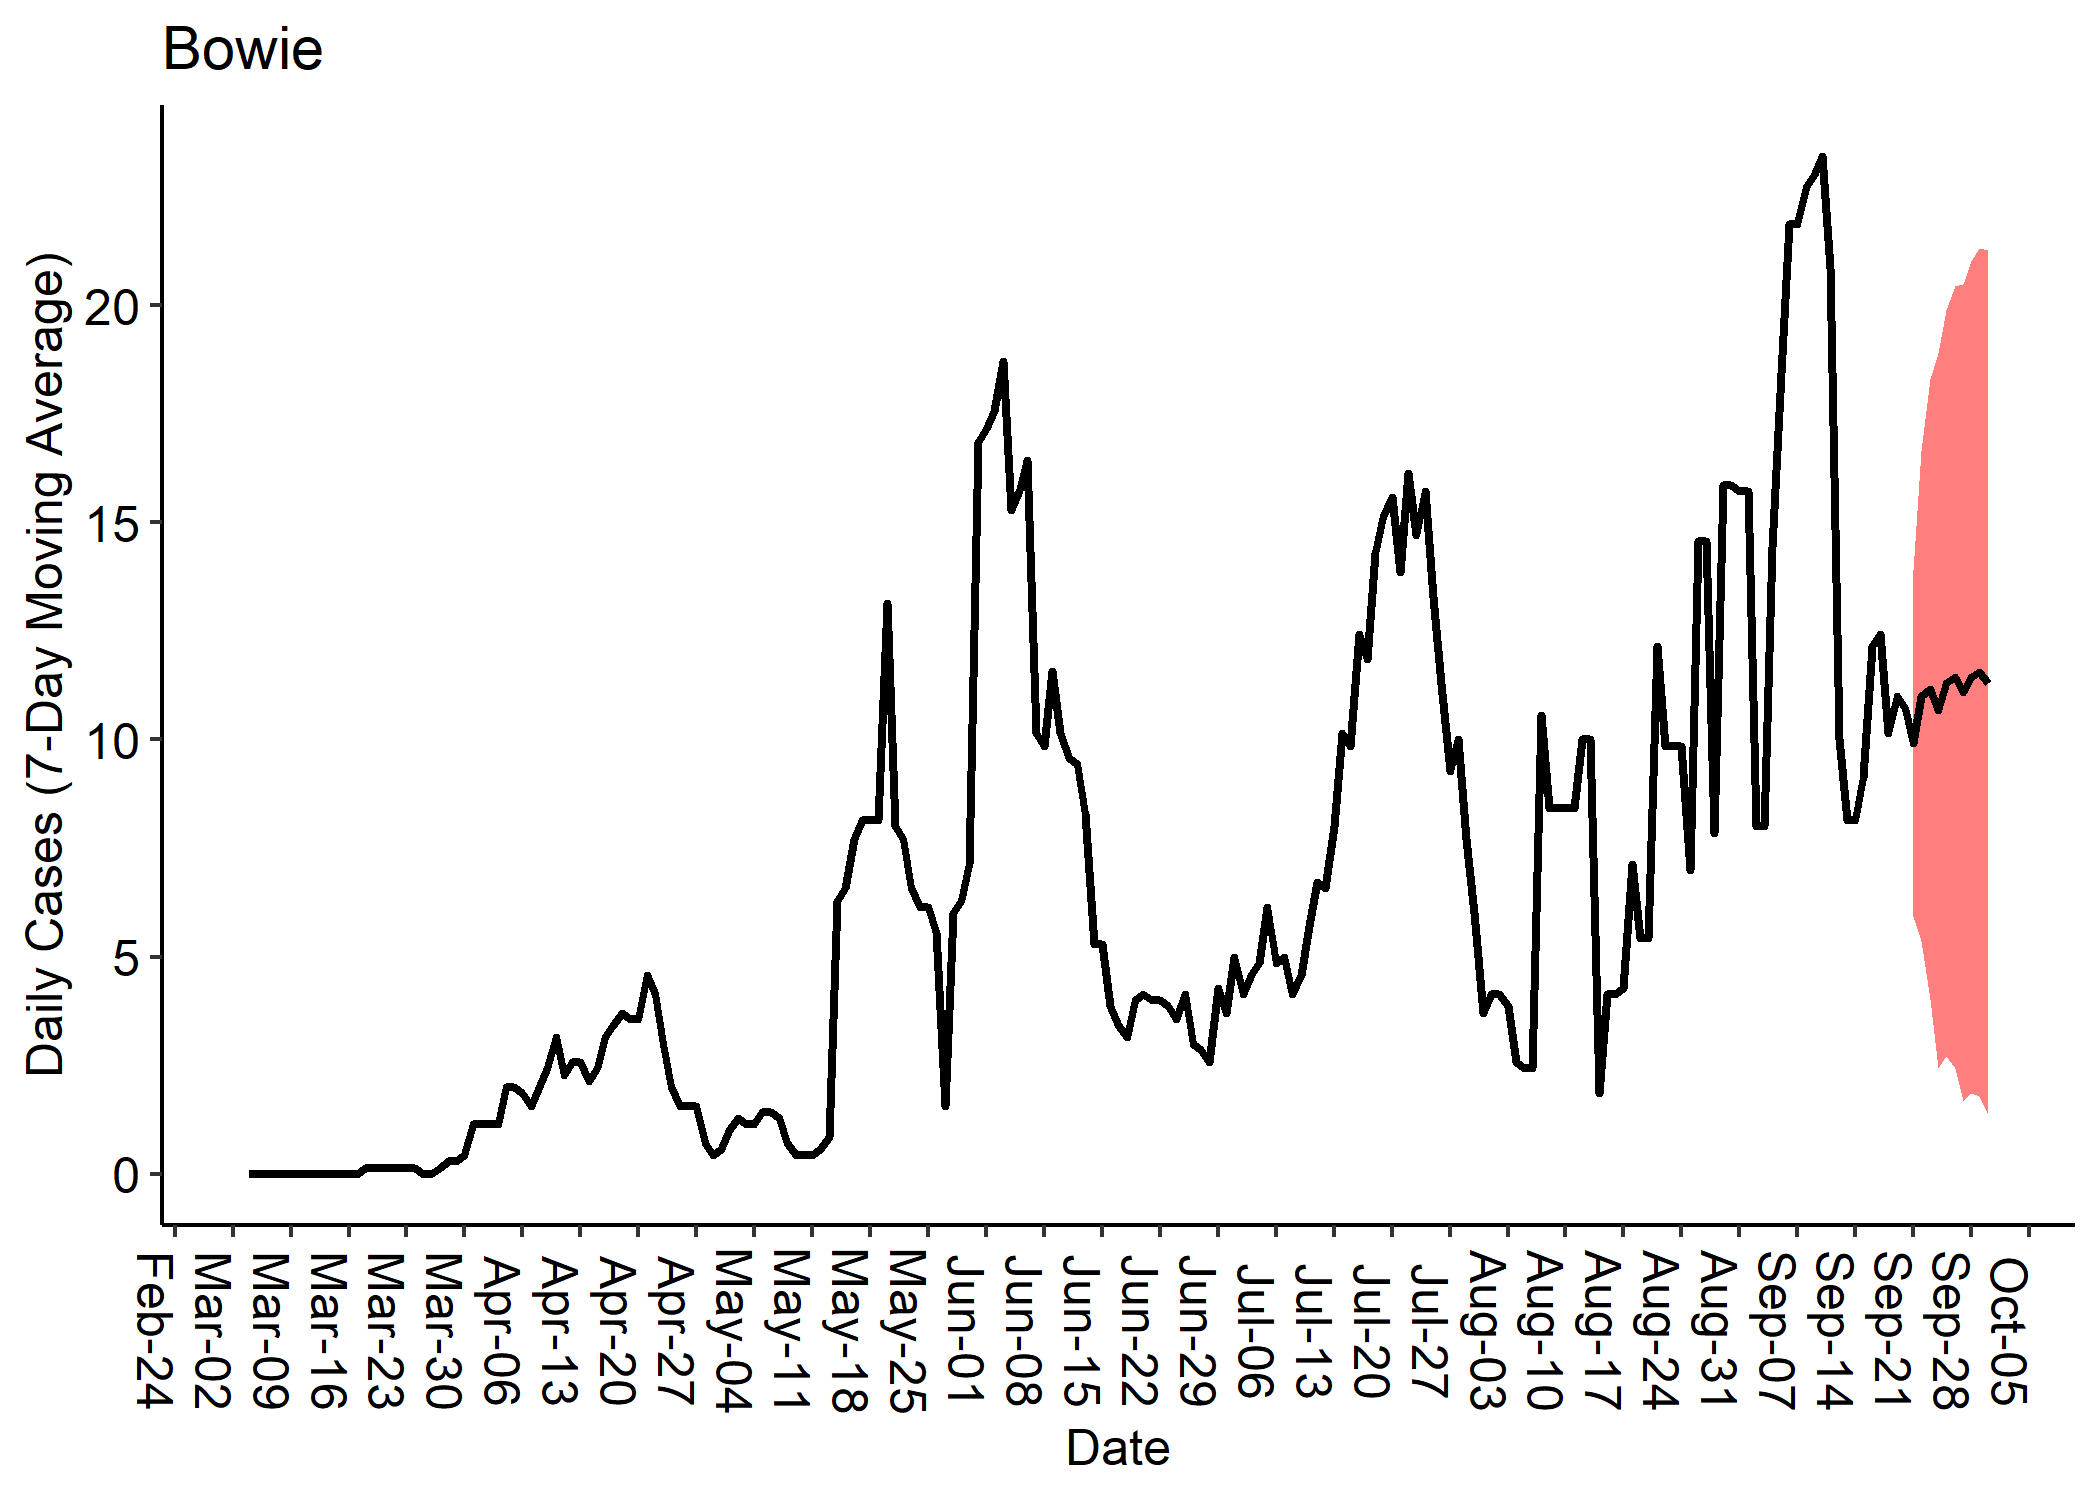 Bowie
Daily Cases (7-Day Moving Average)
20
15
10
5
0
Feb-24
Mar-02
Mar-09
Mar-16
Mar-23
Mar-30
Apr-06
Apr-13
Apr-20
Apr-27
May-04
May-11
May-18
May-25
Jun-01
Jun-08
Jun-15
Jun-22
Jun-29
Jul-06
Jul-13
Jul-20
Jul-27
Aug-03
Aug-10
Aug-17
Aug-24
Aug-31
Sep-07
Sep-14
Sep-21
Sep-28
Oct-05
Date